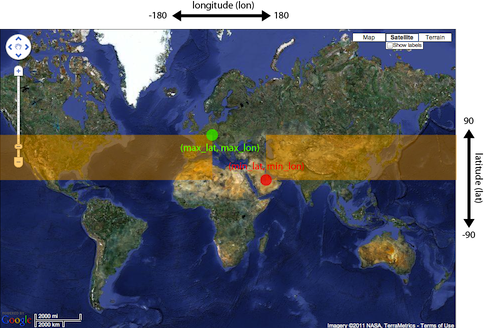 longitude (lon)
-180
180
Map
Satellite
Terrain
Show labels
90
(max_lat, max_lon)
min_lon)
latitude (lat)
-90
2000 mi
2000 km
Google
Imagery ©2011 NASA, TerraMetrics - Terms of Use